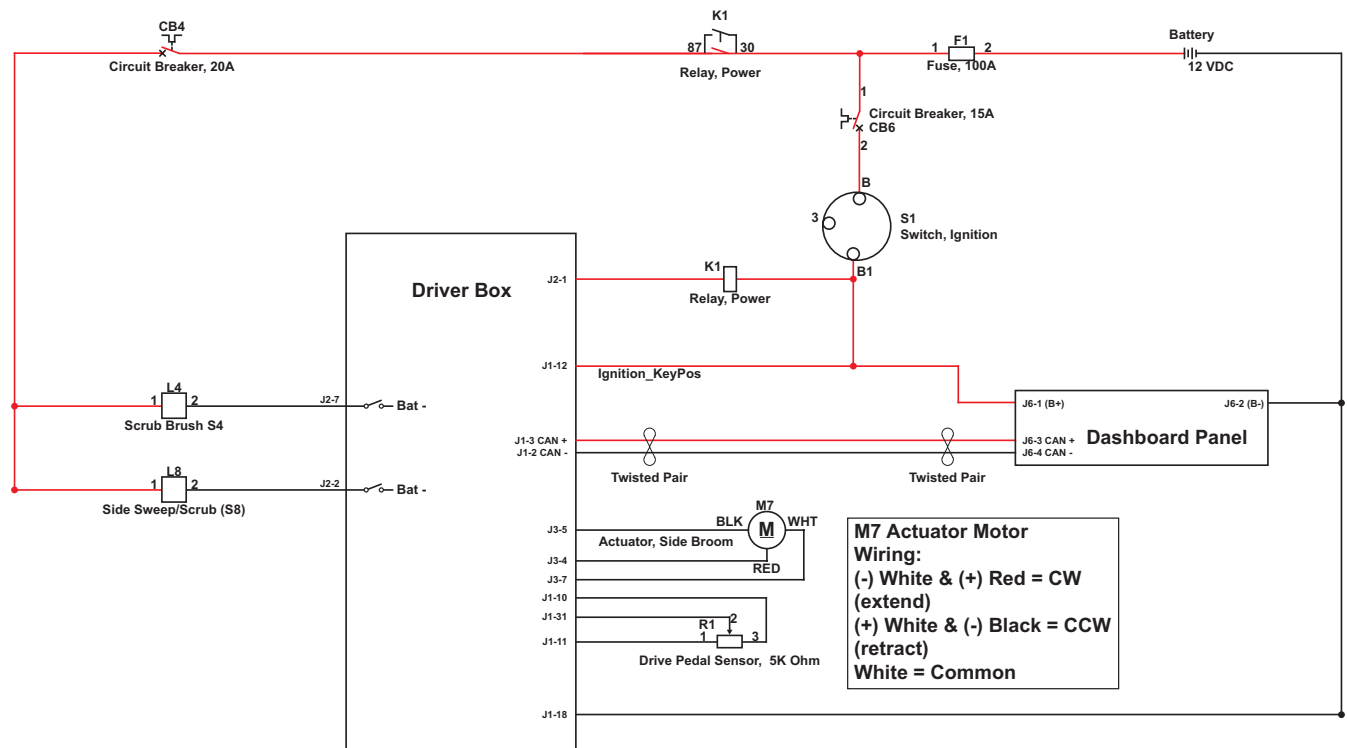 CB4
Circuit Breaker, 20A
K1
87
30
Relay, Power
1
F1
2
Fuse, 100A
Battery
12 VDC
1
Circuit Breaker, 15A
CB6
2
B
3
S1
Switch, Ignition
B1
Driver Box
J2-1
K1
Relay, Power
J1-12
Ignition_KeyPos
L4
1
2
Scrub Brush S4
J2-7
Bat -
J6-1 (B+)
J6-2 (B-)
Dashboard Panel
J6-3 CAN +
J6-4 CAN -
J1-3 CAN +
J1-2 CAN -
Twisted Pair
Twisted Pair
L8
1
2
Side Sweep/Scrub (S8)
J2-2
Bat -
M7
BLK
M
WHT
J3-5
Actuator, Side Broom
J3-4
RED
J3-7
J1-10
J1-31
2
R1
J1-11
1
3
Drive Pedal Sensor, 5K Ohm
J1-18
M7 Actuator Motor
Wiring:
(-) White & (+) Red = CW
(extend)
(+) White & (-) Black = CCW
(retract)
White = Common